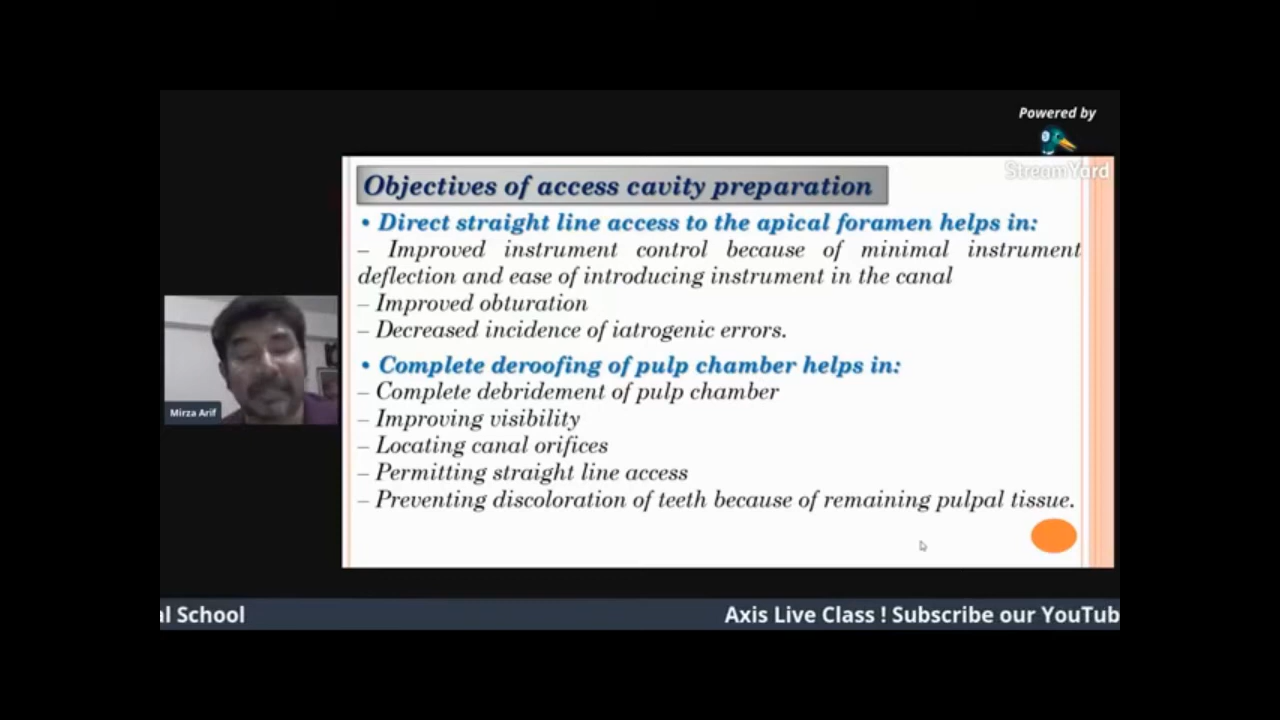 Powered by
StreamYard
Objectives of access cavity preparation
• Direct straight line access to the apical foramen helps in:
– Improved instrument control because of minimal instrument
deflection and ease of introducing instrument in the canal
– Improved obturation
– Decreased incidence of iatrogenic errors.
• Complete deroofing of pulp chamber helps in:
– Complete debridement of pulp chamber
– Improving visibility
– Locating canal orifices
– Permitting straight line access
– Preventing discoloration of teeth because of remaining pulpal tissue.
Mirza Arif
al School
Axis Live Class ! Subscribe our YouTub